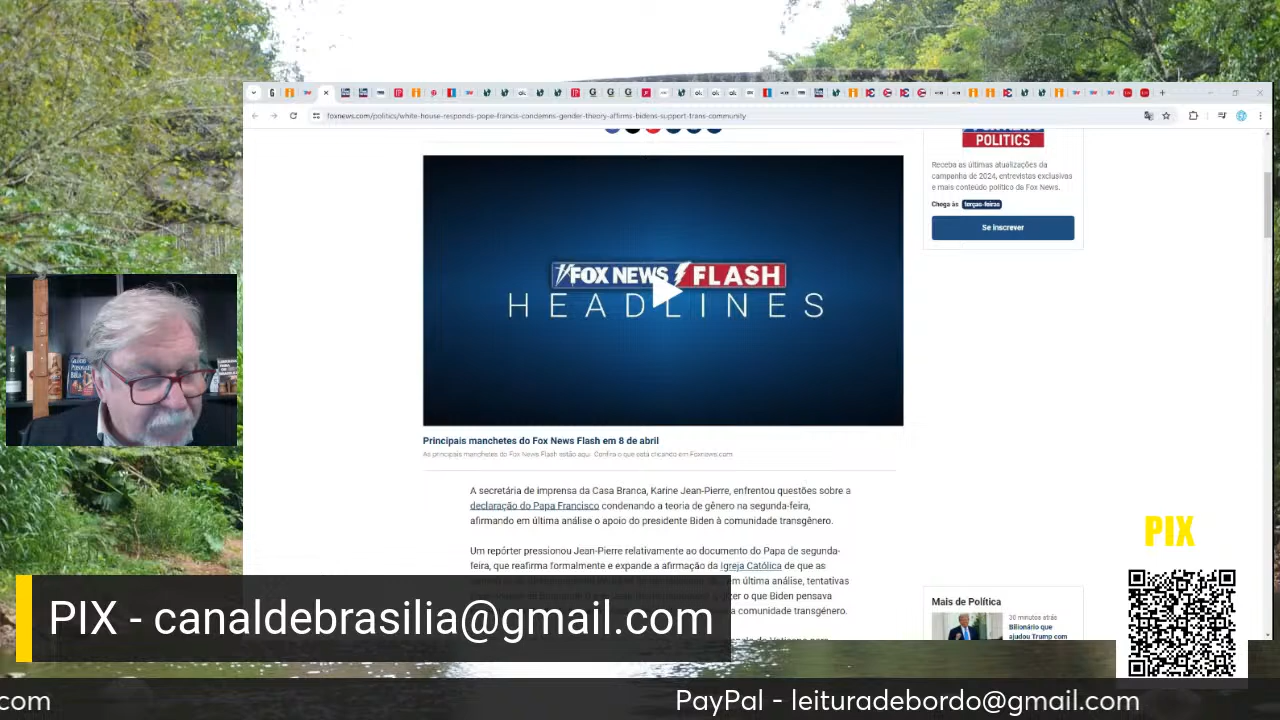 foxnews.com/politics/white-house-responds-pope-francis-condemns-gender-theory-affirms-bidens-support-trans-community
POLITICS
Receba as últimas atualizações da
campanha de 2024, entrevistas exclusivas
e mais conteúdo político da Fox News.
Chega às terças-feiras
Se Inscrever
FOX NEWS FLASH
HEADLINES
Principais manchetes do Fox News Flash em 8 de abril
As principais manchetes do Fox News Flash estão aqui. Confira o que está clicando em Foxnews.com
A secretária de imprensa da Casa Branca, Karine Jean-Pierre, enfrentou questões sobre a
declaração do Papa Francisco condenando a teoria de gênero na segunda-feira,
afirmando em última análise o apoio do presidente Biden à comunidade transgênero.
Um repórter pressionou Jean-Pierre relativamente ao documento do Papa de segunda-
feira, que reafirma formalmente e expande a afirmação da Igreja Católica de que as
em última análise, tentativas
o que Biden pensava
a comunidade transgênero.
Mais de Política
30 minutos atrás
Bilionário que
ajudou Trump com
PIX
PIX - canaldebrasilia@gmail.com
.com
PayPal - leituradebordo@gmail.com